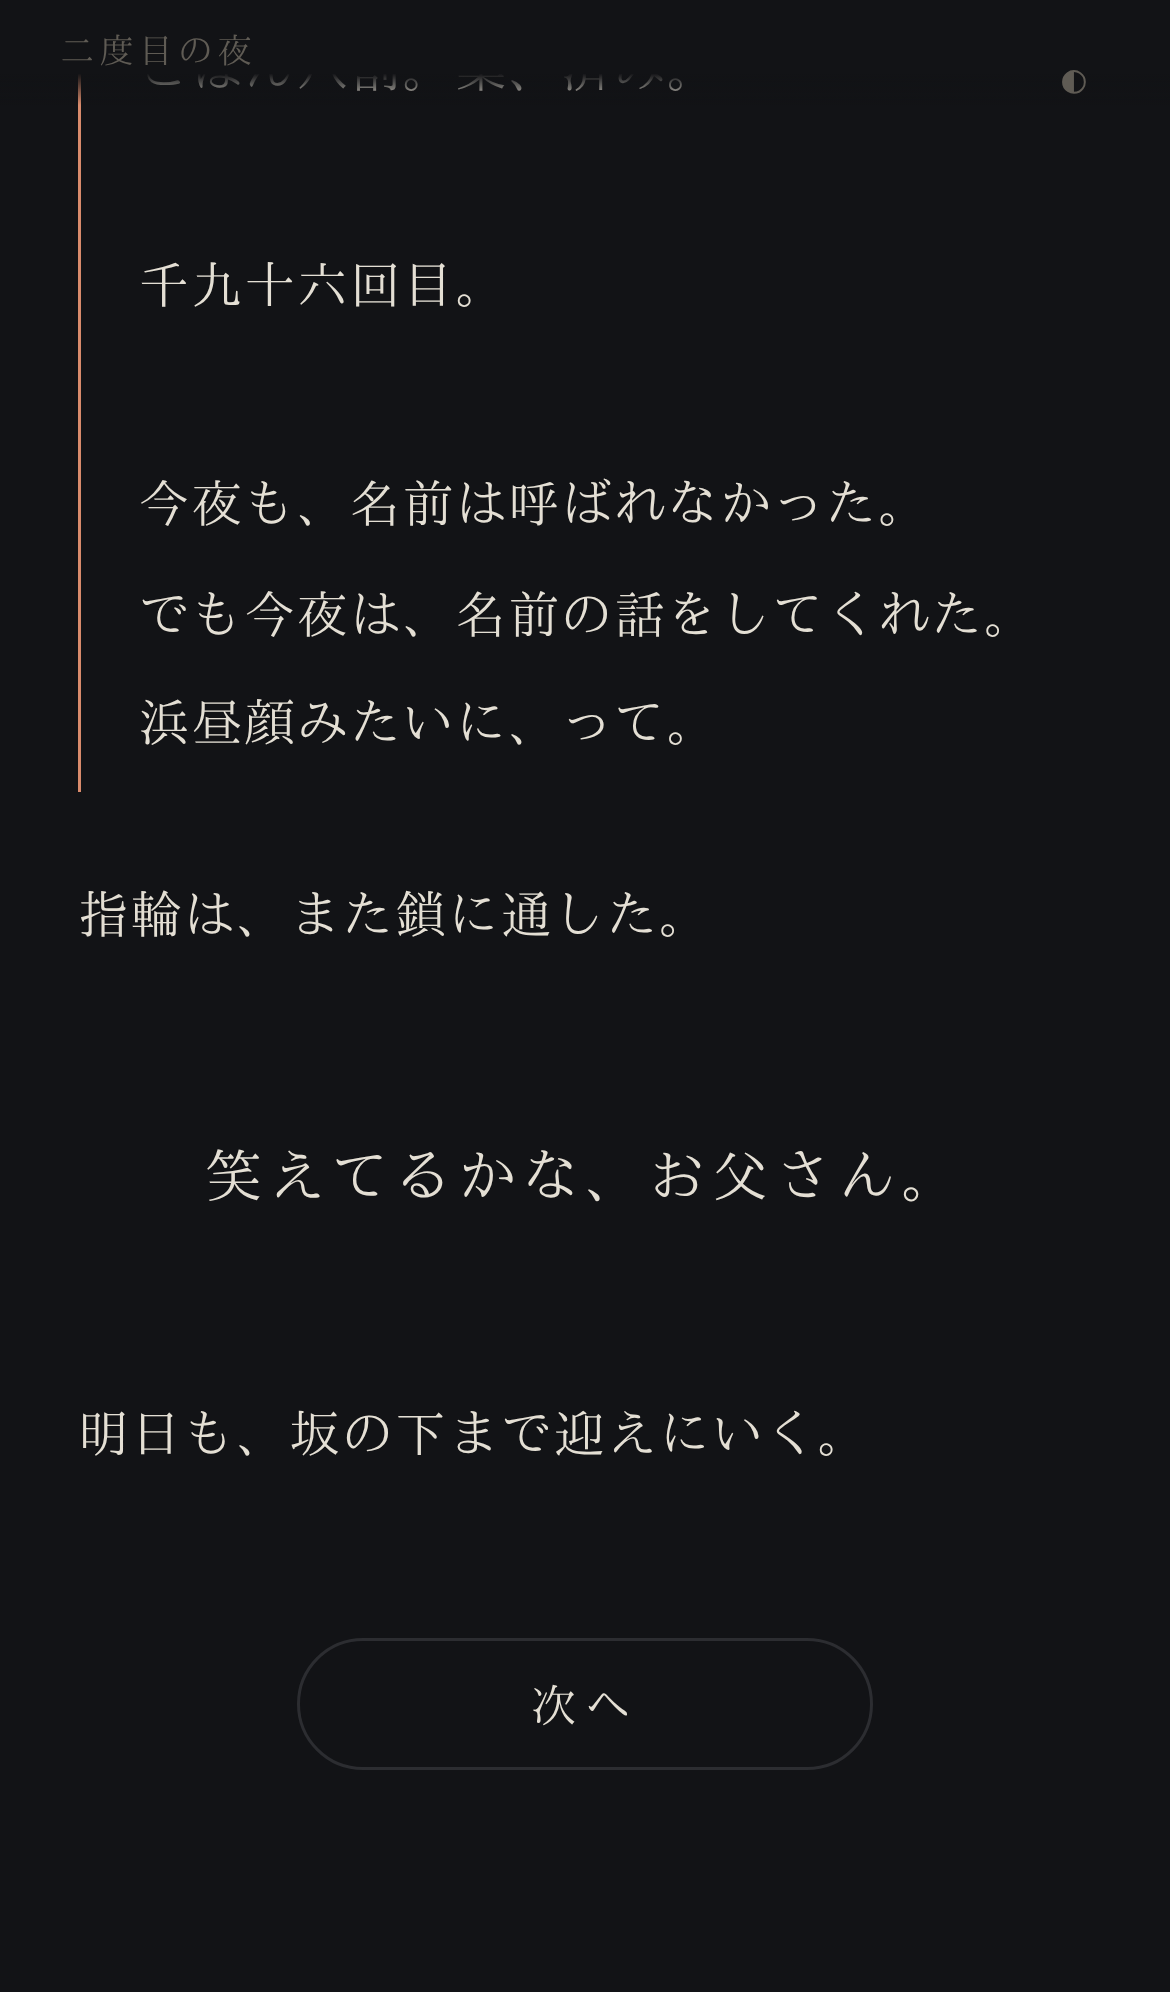 二度目の夜
千九十六回目。
今夜も、名前は呼ばれなかった。
でも今夜は、名前の話をしてくれた。
浜昼顔みたいに、って。
指輪は、また鎖に通した。
笑えてるかな、お父さん。
明日も、坂の下まで迎えにいく。
次へ